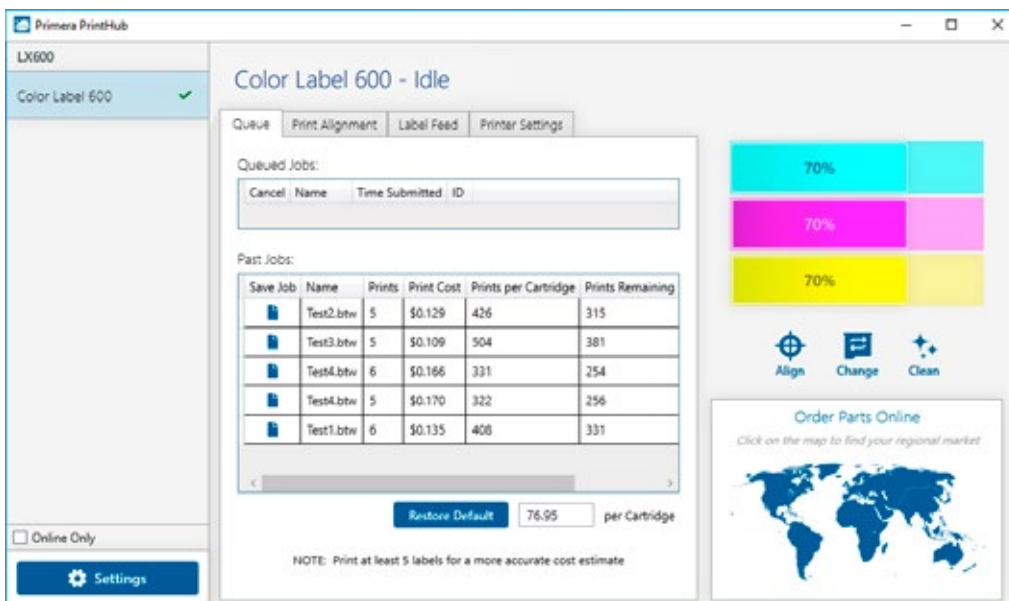 Primera PrintHub
LX600
Color Label 600
Color Label 600 - Idle
Queue Print Alignment Label Feed Printer Settings
Queued Jobs:
Cancel Name Time Submitted ID
Past Jobs:
Save Job Name Prints Print Cost Prints per Cartridge Prints Remaining
Test2.btw 5 $0.129 426 315
Test3.btw 5 $0.109 504 381
Test4.btw 6 $0.166 331 254
Test4.btw 5 $0.170 322 256
Test1.btw 6 $0.135 408 331
Restore Default 76.95 per Cartridge
NOTE: Print at least 5 labels for a more accurate cost estimate
70%
70%
70%
Align Change Clean
Order Parts Online
Click on the map to find your regional market
Online Only
Settings